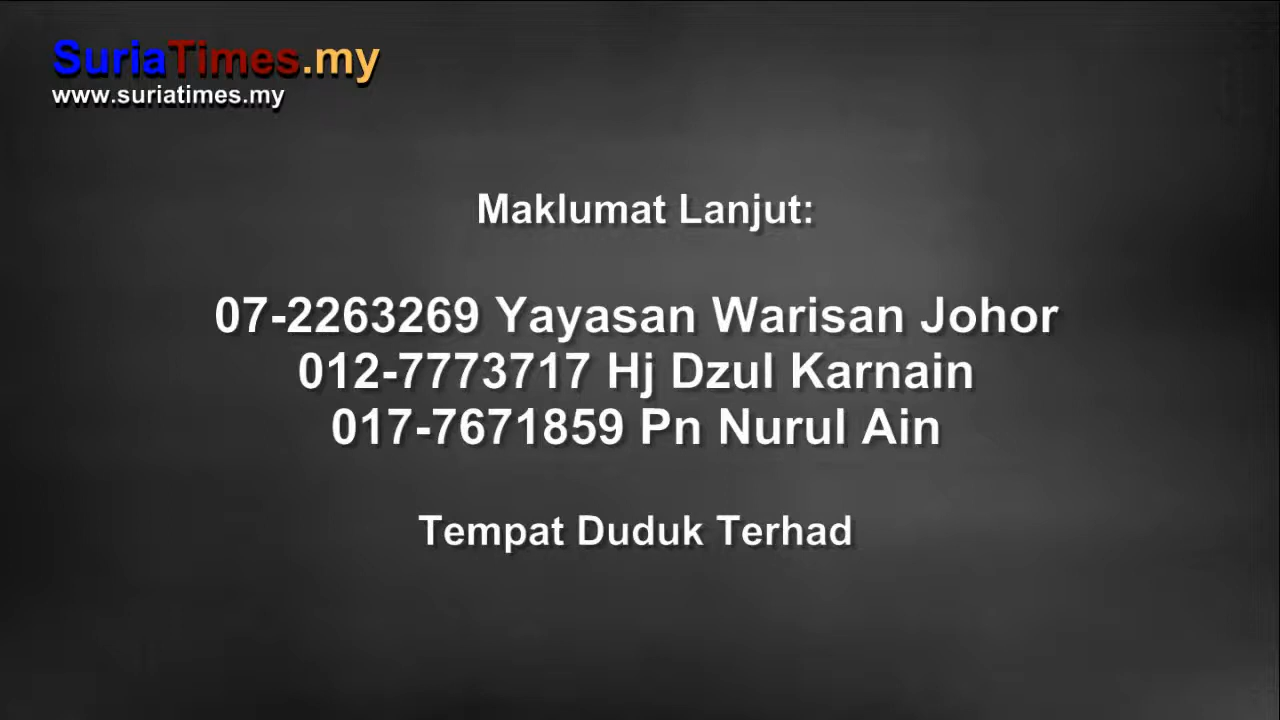 SuriaTimes.my
www.suriatimes.my
Maklumat Lanjut:
07-2263269 Yayasan Warisan Johor
012-7773717 Hj Dzul Karnain
017-7671859 Pn Nurul Ain
Tempat Duduk Terhad